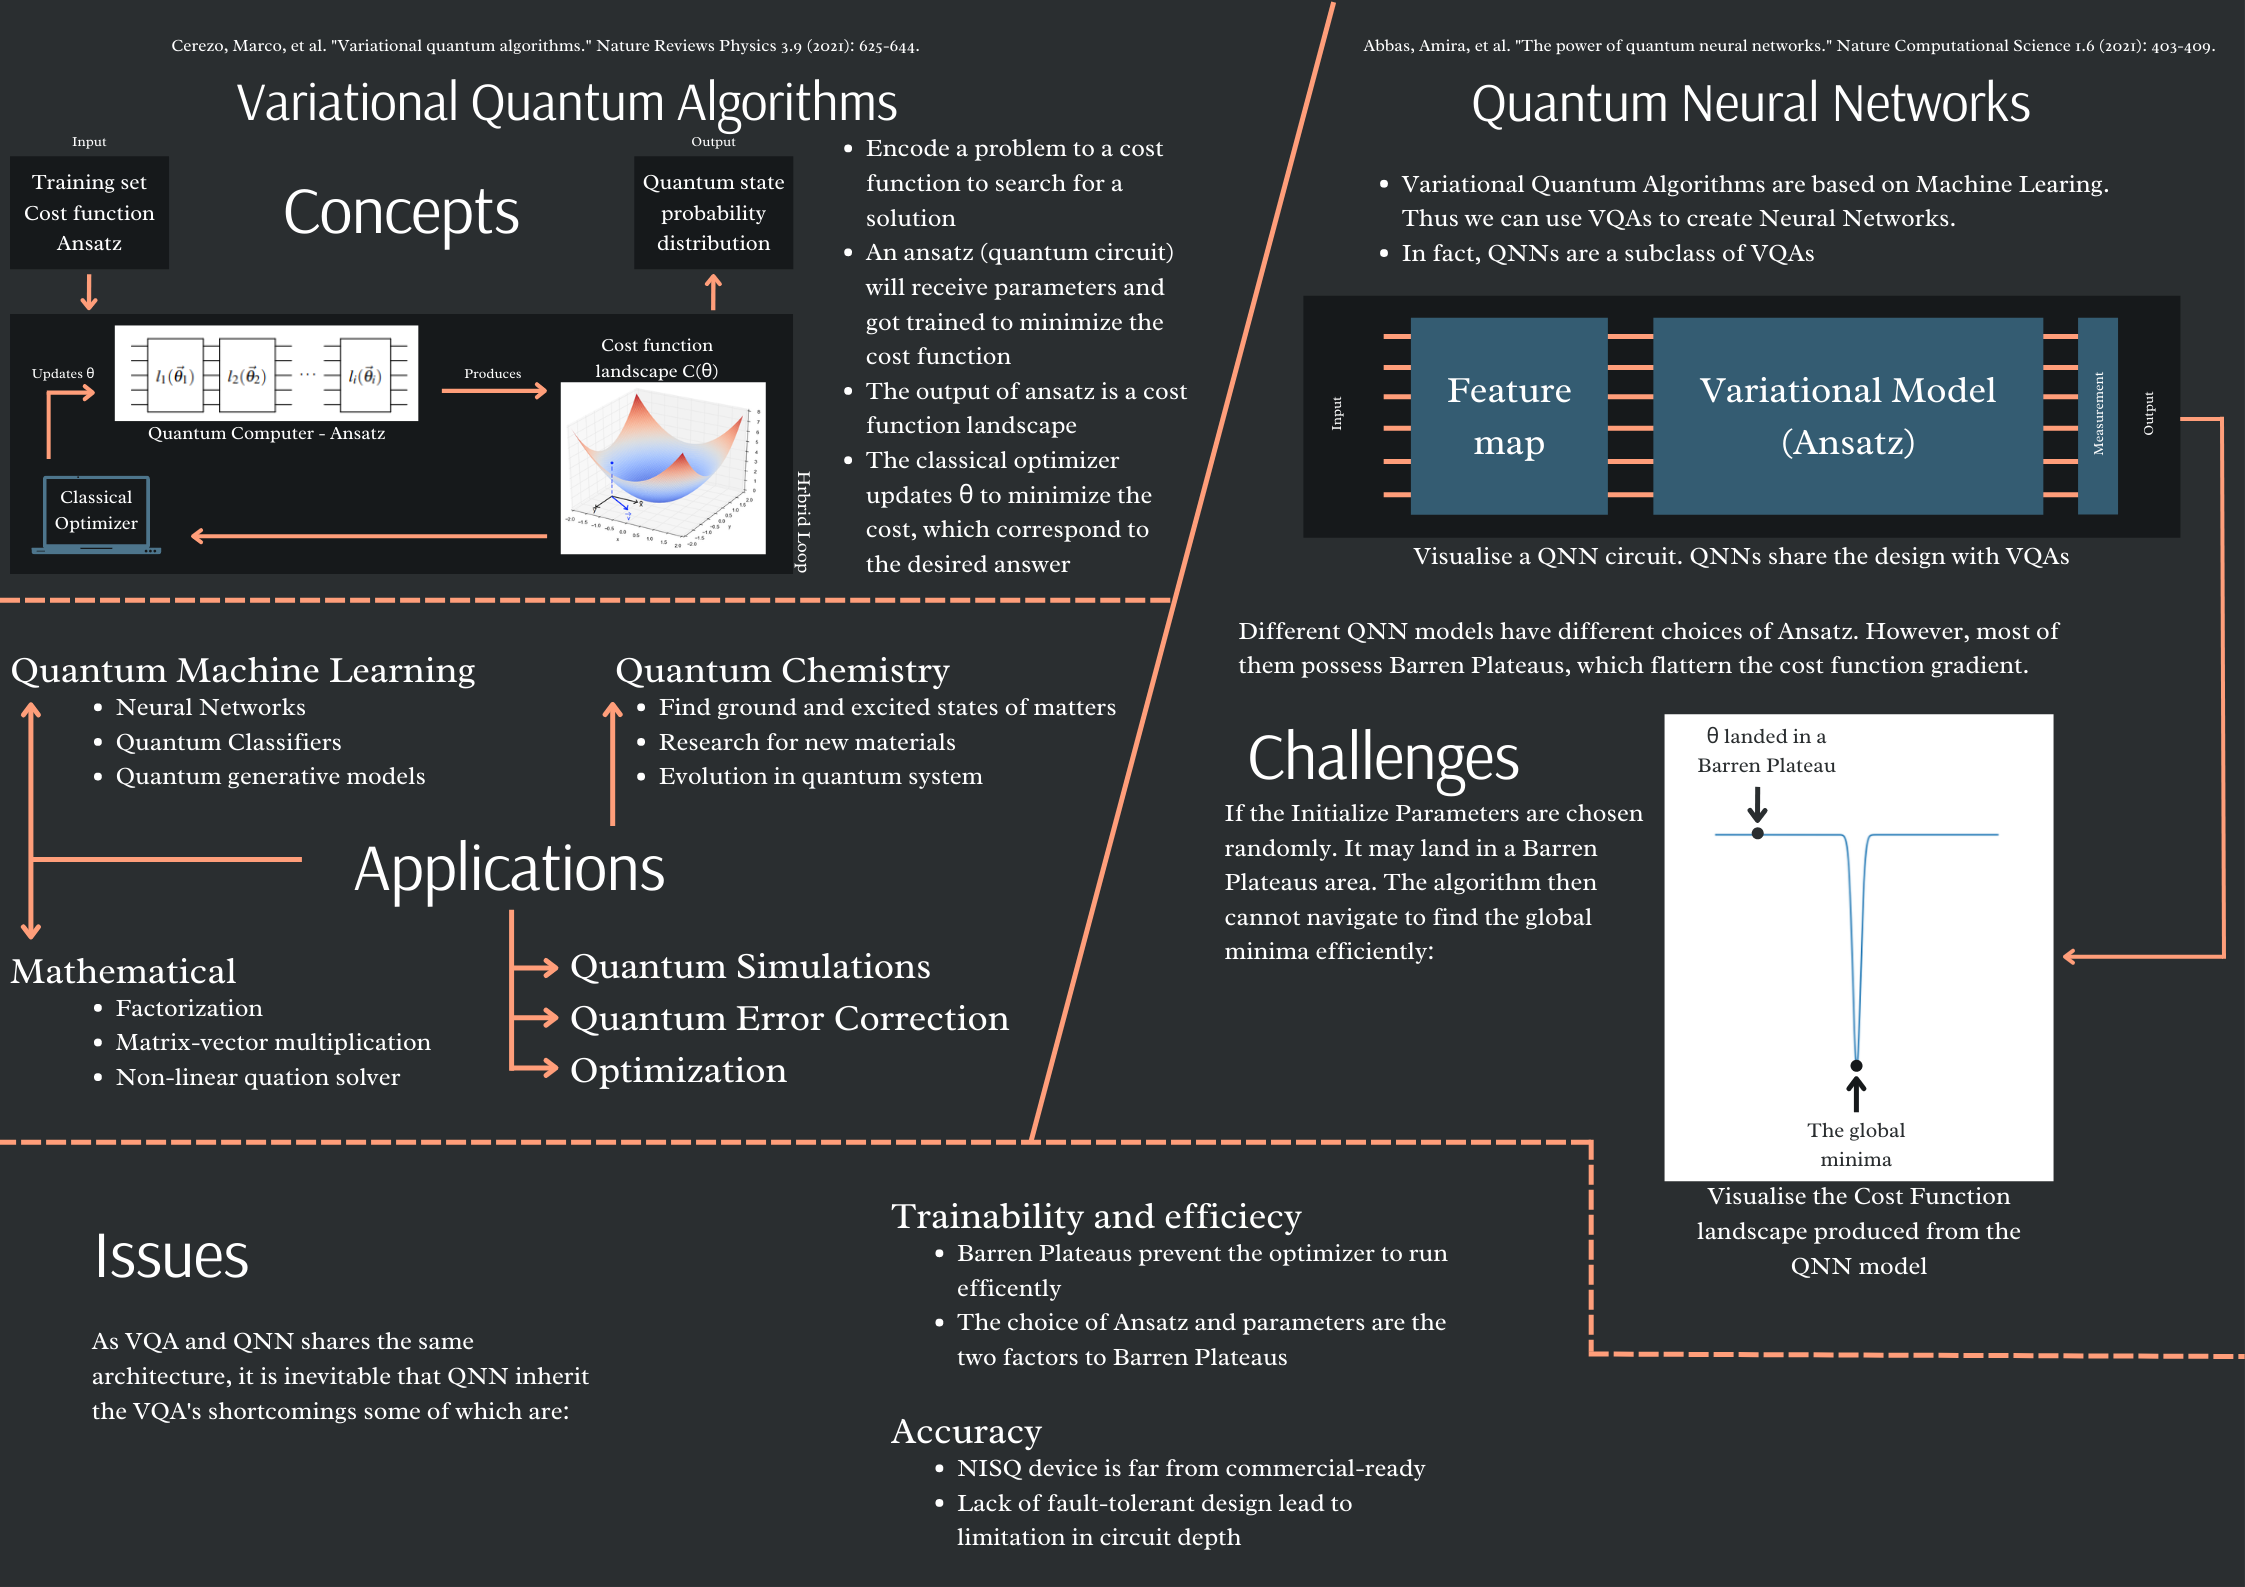 Cerezo, Marco, et al. "Variational quantum algorithms." Nature Reviews Physics 3.9 (2021): 625-644.
Variational Quantum Algorithms
Input
Training set
Cost function
Ansatz
Concepts
Output
Quantum state
probability
distribution
Updates θ
l1(θ⃗1)
l2(θ⃗2)
...
li(θ⃗i)
Quantum Computer - Ansatz
Produces
Cost function
landscape C(θ)
Classical
Optimizer
Hrbrid Loop
• Encode a problem to a cost
function to search for a
solution
• An ansatz (quantum circuit)
will receive parameters and
got trained to minimize the
cost function
• The output of ansatz is a cost
function landscape
• The classical optimizer
updates θ to minimize the
cost, which correspond to
the desired answer
Quantum Machine Learning
• Neural Networks
• Quantum Classifiers
• Quantum generative models
Quantum Chemistry
• Find ground and excited states of matters
• Research for new materials
• Evolution in quantum system
Applications
Mathematical
• Factorization
• Matrix-vector multiplication
• Non-linear quation solver
Quantum Simulations
Quantum Error Correction
Optimization
Abbas, Amira, et al. "The power of quantum neural networks." Nature Computational Science 1.6 (2021): 403-409.
Quantum Neural Networks
• Variational Quantum Algorithms are based on Machine Learing.
Thus we can use VQAs to create Neural Networks.
• In fact, QNNs are a subclass of VQAs
Input
Feature
map
Variational Model
(Ansatz)
Measurement
Output
Visualise a QNN circuit. QNNs share the design with VQAs
Different QNN models have different choices of Ansatz. However, most of
them possess Barren Plateaus, which flattern the cost function gradient.
Challenges
If the Initialize Parameters are chosen
randomly. It may land in a Barren
Plateaus area. The algorithm then
cannot navigate to find the global
minima efficiently:
θ landed in a
Barren Plateau
The global
minima
Visualise the Cost Function
landscape produced from the
QNN model
Issues
As VQA and QNN shares the same
architecture, it is inevitable that QNN inherit
the VQA's shortcomings some of which are:
Trainability and efficiecy
• Barren Plateaus prevent the optimizer to run
efficently
• The choice of Ansatz and parameters are the
two factors to Barren Plateaus
Accuracy
• NISQ device is far from commercial-ready
• Lack of fault-tolerant design lead to
limitation in circuit depth